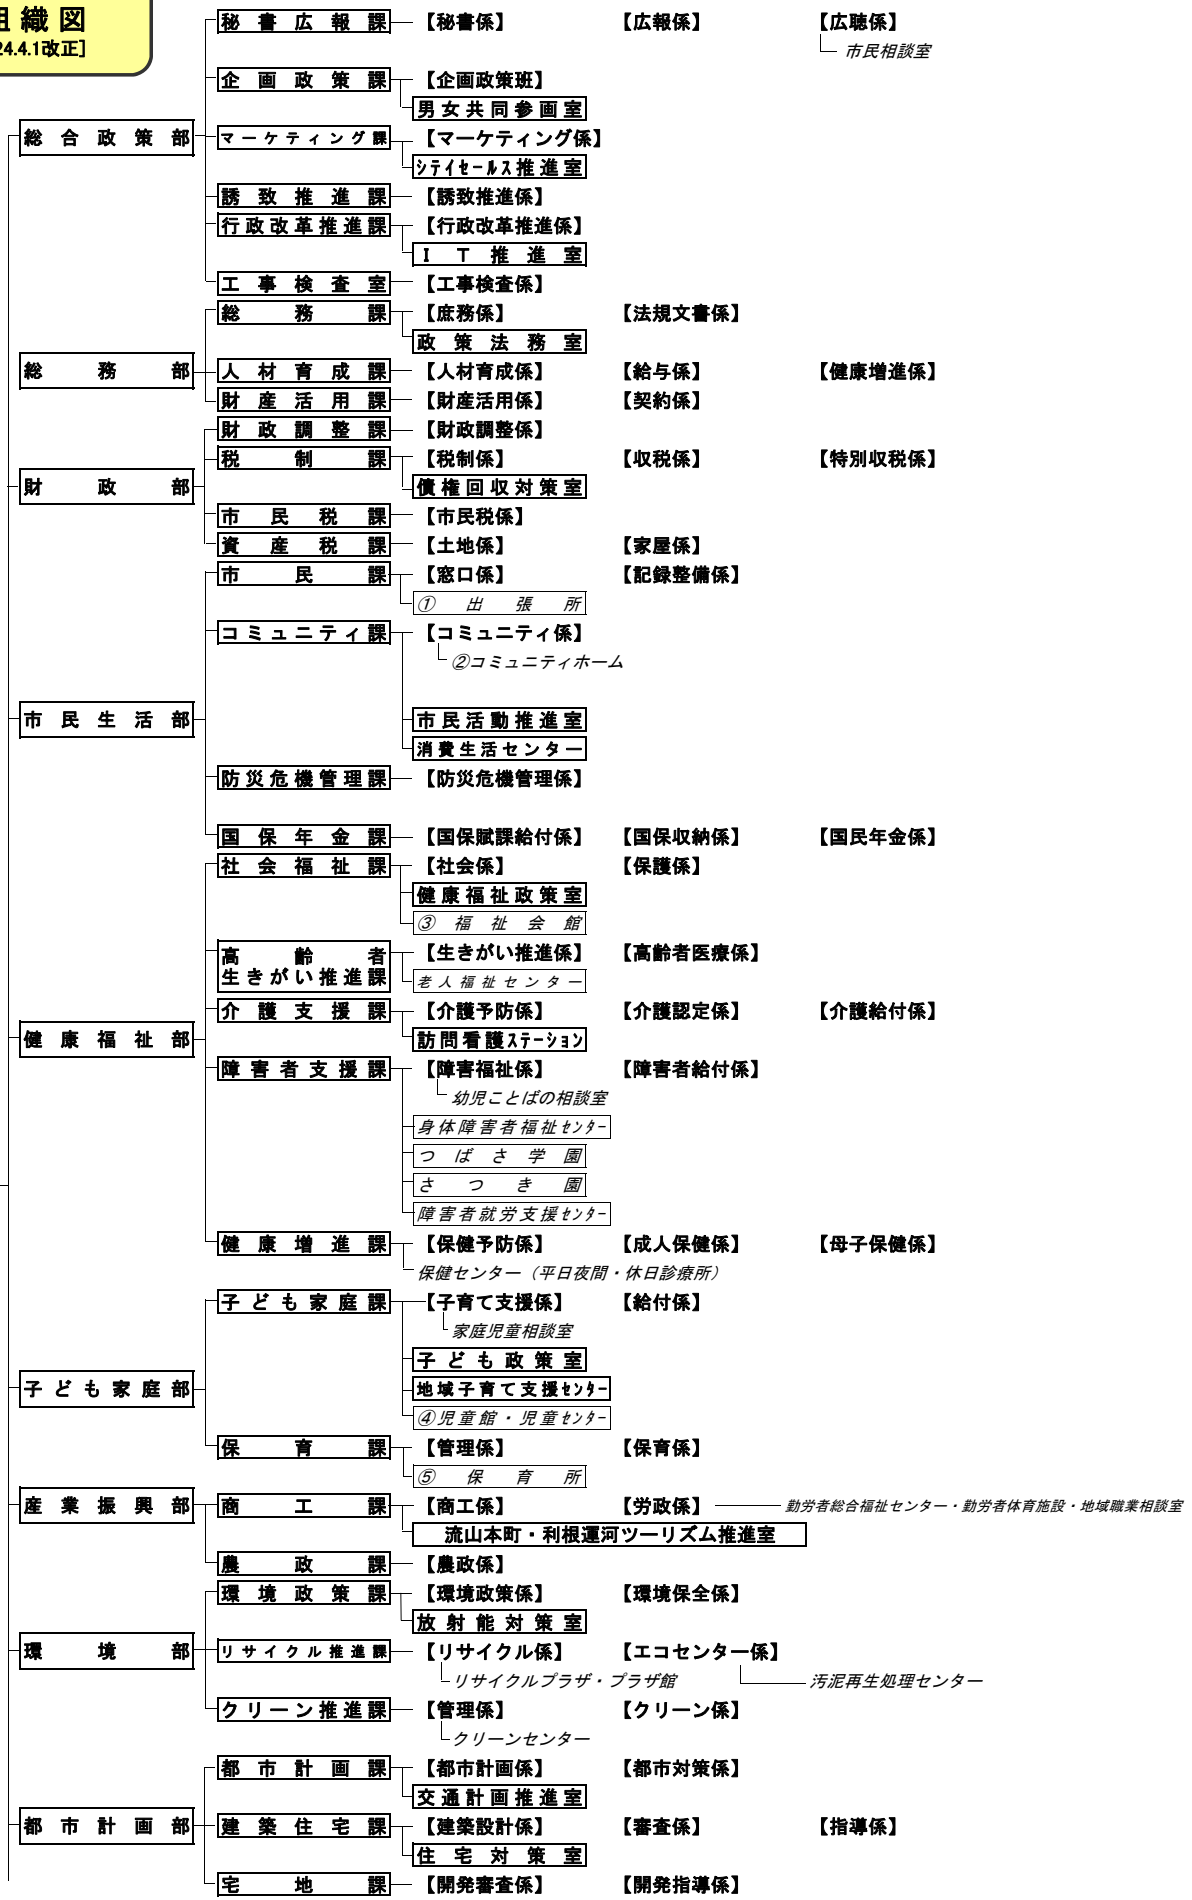 組織図
24.4.1改正]
秘書広報課 【秘書係】 【広報係】 【広聴係】
市民相談室
企画政策課 【企画政策班】
男女共同参画室
総合政策部 マーケティング課 【マーケティング係】
シテイセールス推進室
誘致推進課 【誘致推進係】
行政改革推進課 【行政改革推進係】
ＩＴ推進室
工事検査室 【工事検査係】
総務課 【庶務係】 【法規文書係】
政策法務室
総務部 人材育成課 【人材育成係】 【給与係】 【健康増進係】
財産活用課 【財産活用係】 【契約係】
財政調整課 【財政調整係】
税制課 【税制係】 【収税係】 【特別収税係】
財政部 債権回収対策室
市民税課 【市民税係】
資産税課 【土地係】 【家屋係】
市民課 【窓口係】 【記録整備係】
①出張所
コミュニティ課 【コミュニティ係】
②コミュニティホーム
市民生活部 市民活動推進室
消費生活センター
防災危機管理課 【防災危機管理係】
国保年金課 【国保賦課給付係】 【国保収納係】 【国民年金係】
社会福祉課 【社会係】 【保護係】
健康福祉政策室
③福祉会館
高齢者
生きがい推進課 【生きがい推進係】 【高齢者医療係】
老人福祉センター
介護支援課 【介護予防係】 【介護認定係】 【介護給付係】
健康福祉部 訪問看護ステーション
障害者支援課 【障害福祉係】 【障害者給付係】
幼児ことばの相談室
身体障害者福祉センター
つばさ学園
さつき園
障害者就労支援センター
健康増進課 【保健予防係】 【成人保健係】 【母子保健係】
保健センター（平日夜間・休日診療所）
子ども家庭課 【子育て支援係】 【給付係】
家庭児童相談室
子ども政策室
子ども家庭部 地域子育て支援センター
④児童館・児童センター
保育課 【管理係】 【保育係】
⑤保育所
産業振興部 商工課 【商工係】 【労政係】 勤労者総合福祉センター・勤労者体育施設・地域職業相談室
流山本町・利根運河ツーリズム推進室
農政課 【農政係】
環境政策課 【環境政策係】 【環境保全係】
放射能対策室
環境部 リサイクル推進課 【リサイクル係】 【エコセンター係】
リサイクルプラザ・プラザ館 汚泥再生処理センター
クリーン推進課 【管理係】 【クリーン係】
クリーンセンター
都市計画課 【都市計画係】 【都市対策係】
交通計画推進室
都市計画部 建築住宅課 【建築設計係】 【審査係】 【指導係】
住宅対策室
宅地課 【開発審査係】 【開発指導係】